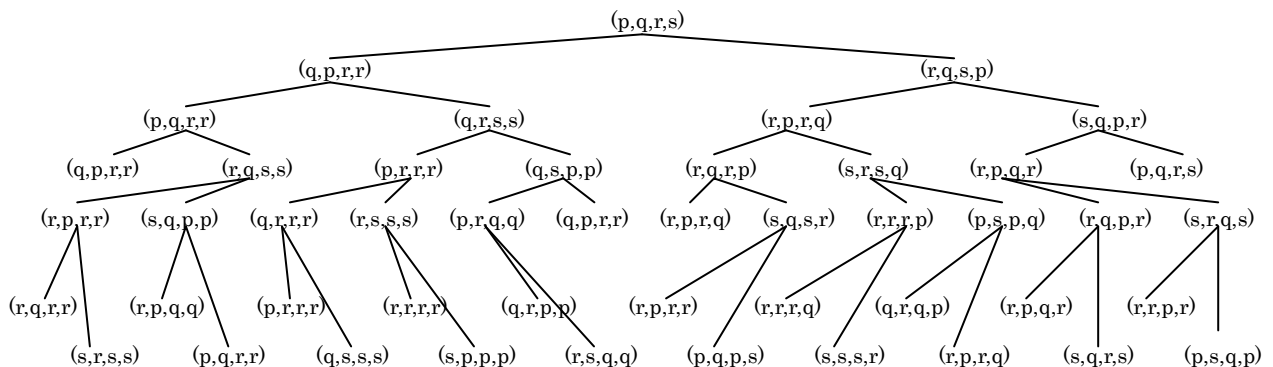 (p,q,r,s)
(q,p,r,r) (r,q,s,p)
(p,q,r,r) (q,r,s,s) (r,p,r,q) (s,q,p,r)
(q,p,r,r) (r,q,s,s) (p,r,r,r) (q,s,p,p) (r,q,r,p) (s,r,s,q) (r,p,q,r) (p,q,r,s)
(r,p,r,r) (s,q,p,p) (q,r,r,r) (r,s,s,s) (p,r,q,q) (q,p,r,r) (r,p,r,q) (s,q,s,r) (r,r,r,p) (p,s,p,q) (r,q,p,r) (s,r,q,s)
(r,q,r,r) (r,p,q,q) (p,r,r,r) (r,r,r,r) (q,r,p,p) (r,p,r,r) (r,r,r,q) (q,r,q,p) (r,p,q,r) (r,r,p,r)
(s,r,s,s) (p,q,r,r) (q,s,s,s) (s,p,p,p) (r,s,q,q) (p,q,p,s) (s,s,s,r) (r,p,r,q) (s,q,r,s) (p,s,q,p)